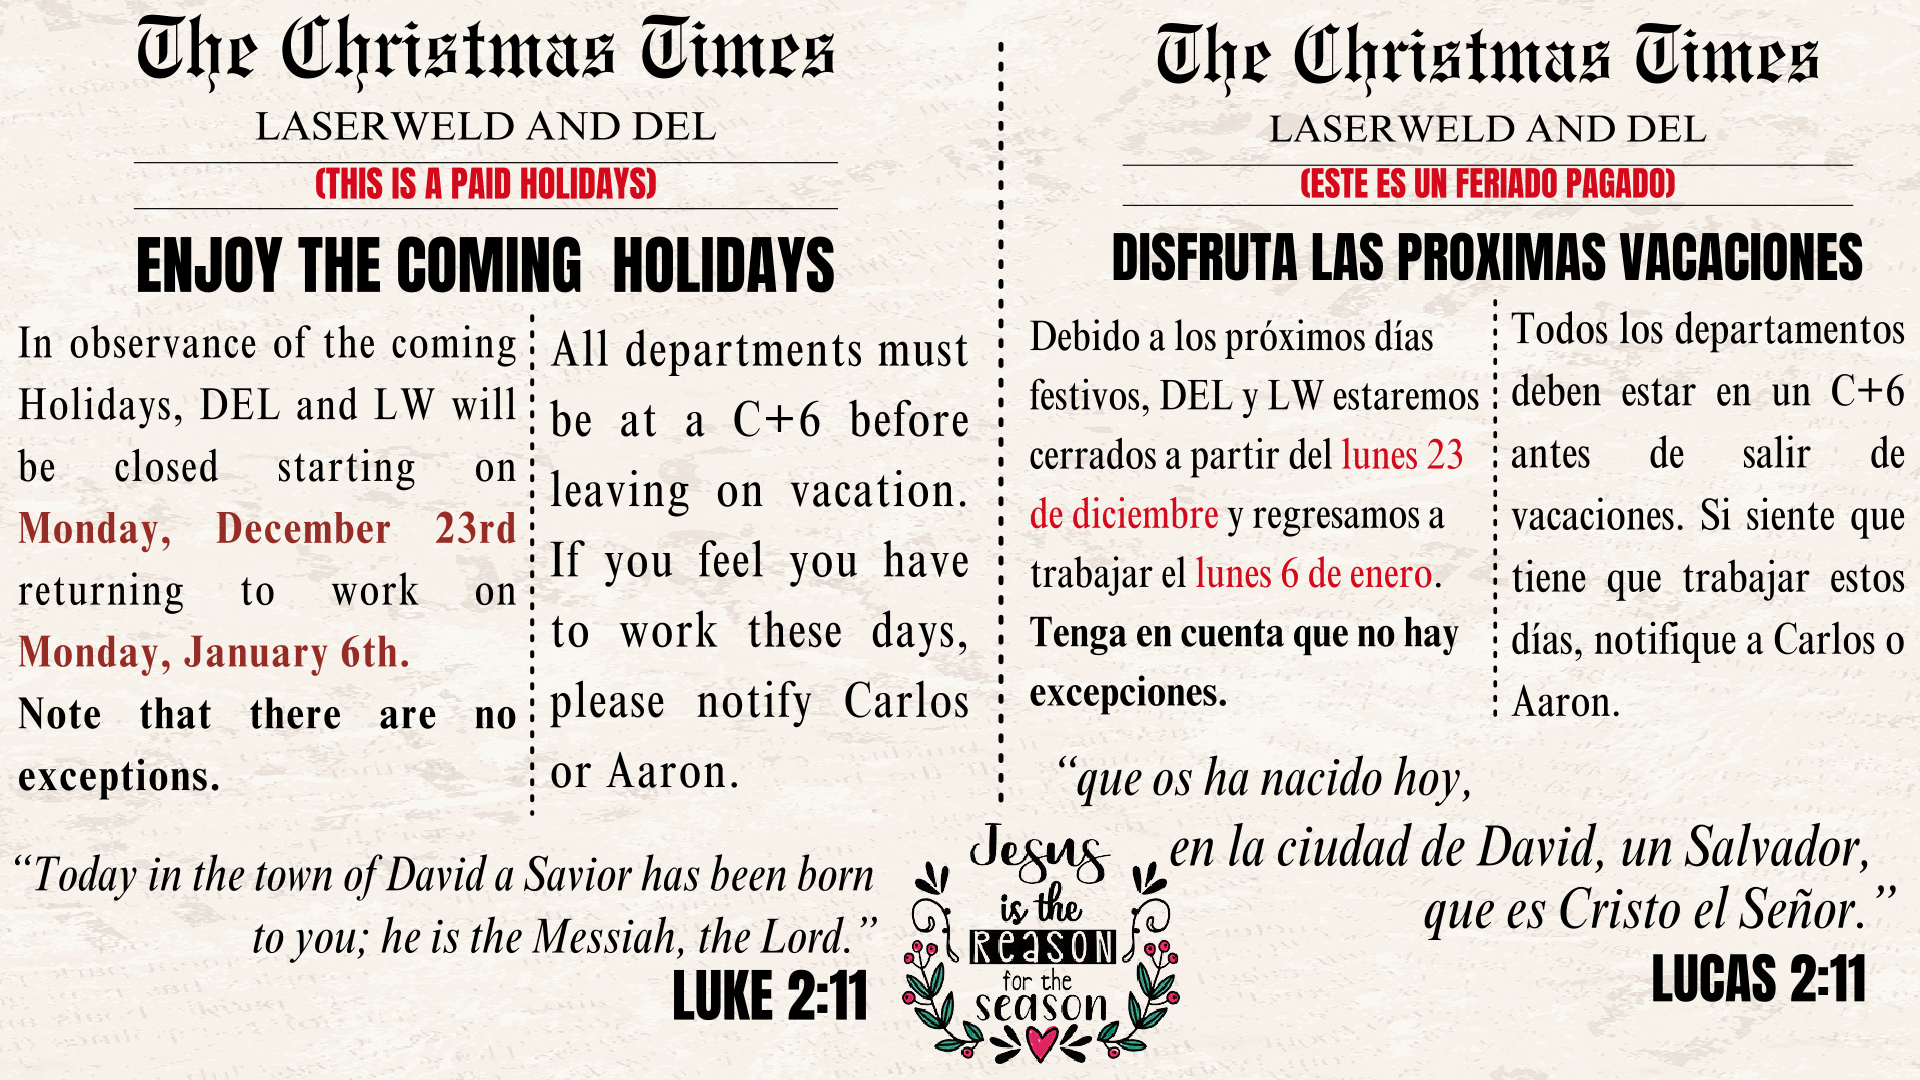 The Christmas Times
LASERWELD AND DEL
(THIS IS A PAID HOLIDAYS)
ENJOY THE COMING HOLIDAYS
In observance of the coming
Holidays, DEL and LW will
be closed starting on
Monday, December 23rd
returning to work on
Monday, January 6th.
Note that there are no
exceptions.
All departments must
be at a C+6 before
leaving on vacation.
If you feel you have
to work these days,
please notify Carlos
or Aaron.
“Today in the town of David a Savior has been born
to you; he is the Messiah, the Lord.”
LUKE 2:11
Jesus
is the
REASON
for the
season
The Christmas Times
LASERWELD AND DEL
(ESTE ES UN FERIADO PAGADO)
DISFRUTA LAS PROXIMAS VACACIONES
Debido a los próximos días
festivos, DEL y LW estaremos
cerrados a partir del lunes 23
de diciembre y regresamos a
trabajar el lunes 6 de enero.
Tenga en cuenta que no hay
excepciones.
Todos los departamentos
deben estar en un C+6
antes de salir de
vacaciones. Si siente que
tiene que trabajar estos
días, notifique a Carlos o
Aaron.
“que os ha nacido hoy,
en la ciudad de David, un Salvador,
que es Cristo el Señor.”
LUCAS 2:11